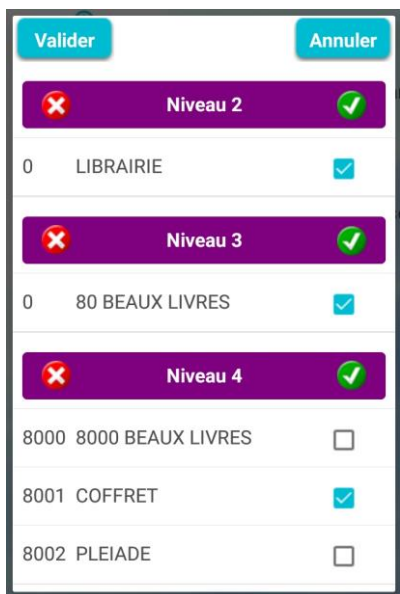 Valider Annuler
Niveau 2
0 LIBRAIRIE
Niveau 3
0 80 BEAUX LIVRES
Niveau 4
8000 8000 BEAUX LIVRES
8001 COFFRET
8002 PLEIADE